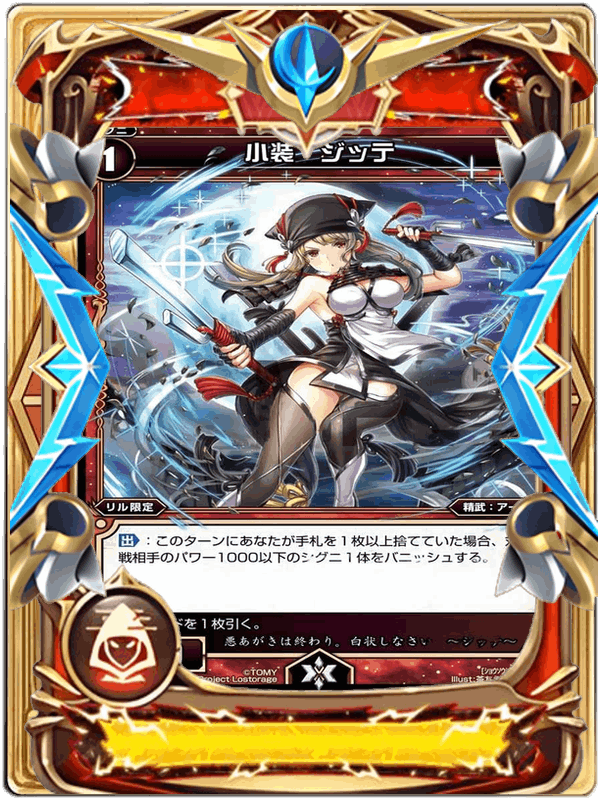 1
小装 ジッテ
リル限定
精武:アー
出:このターンにあなたが手札を1枚以上捨てていた場合、対
戦相手のパワー1000以下のシグニ1体をバニッシュする。
ドを1枚引く。
悪あがきは終わり。白状しなさい ～ジッテ～
©TOMY
Project Lostorage
Illust: